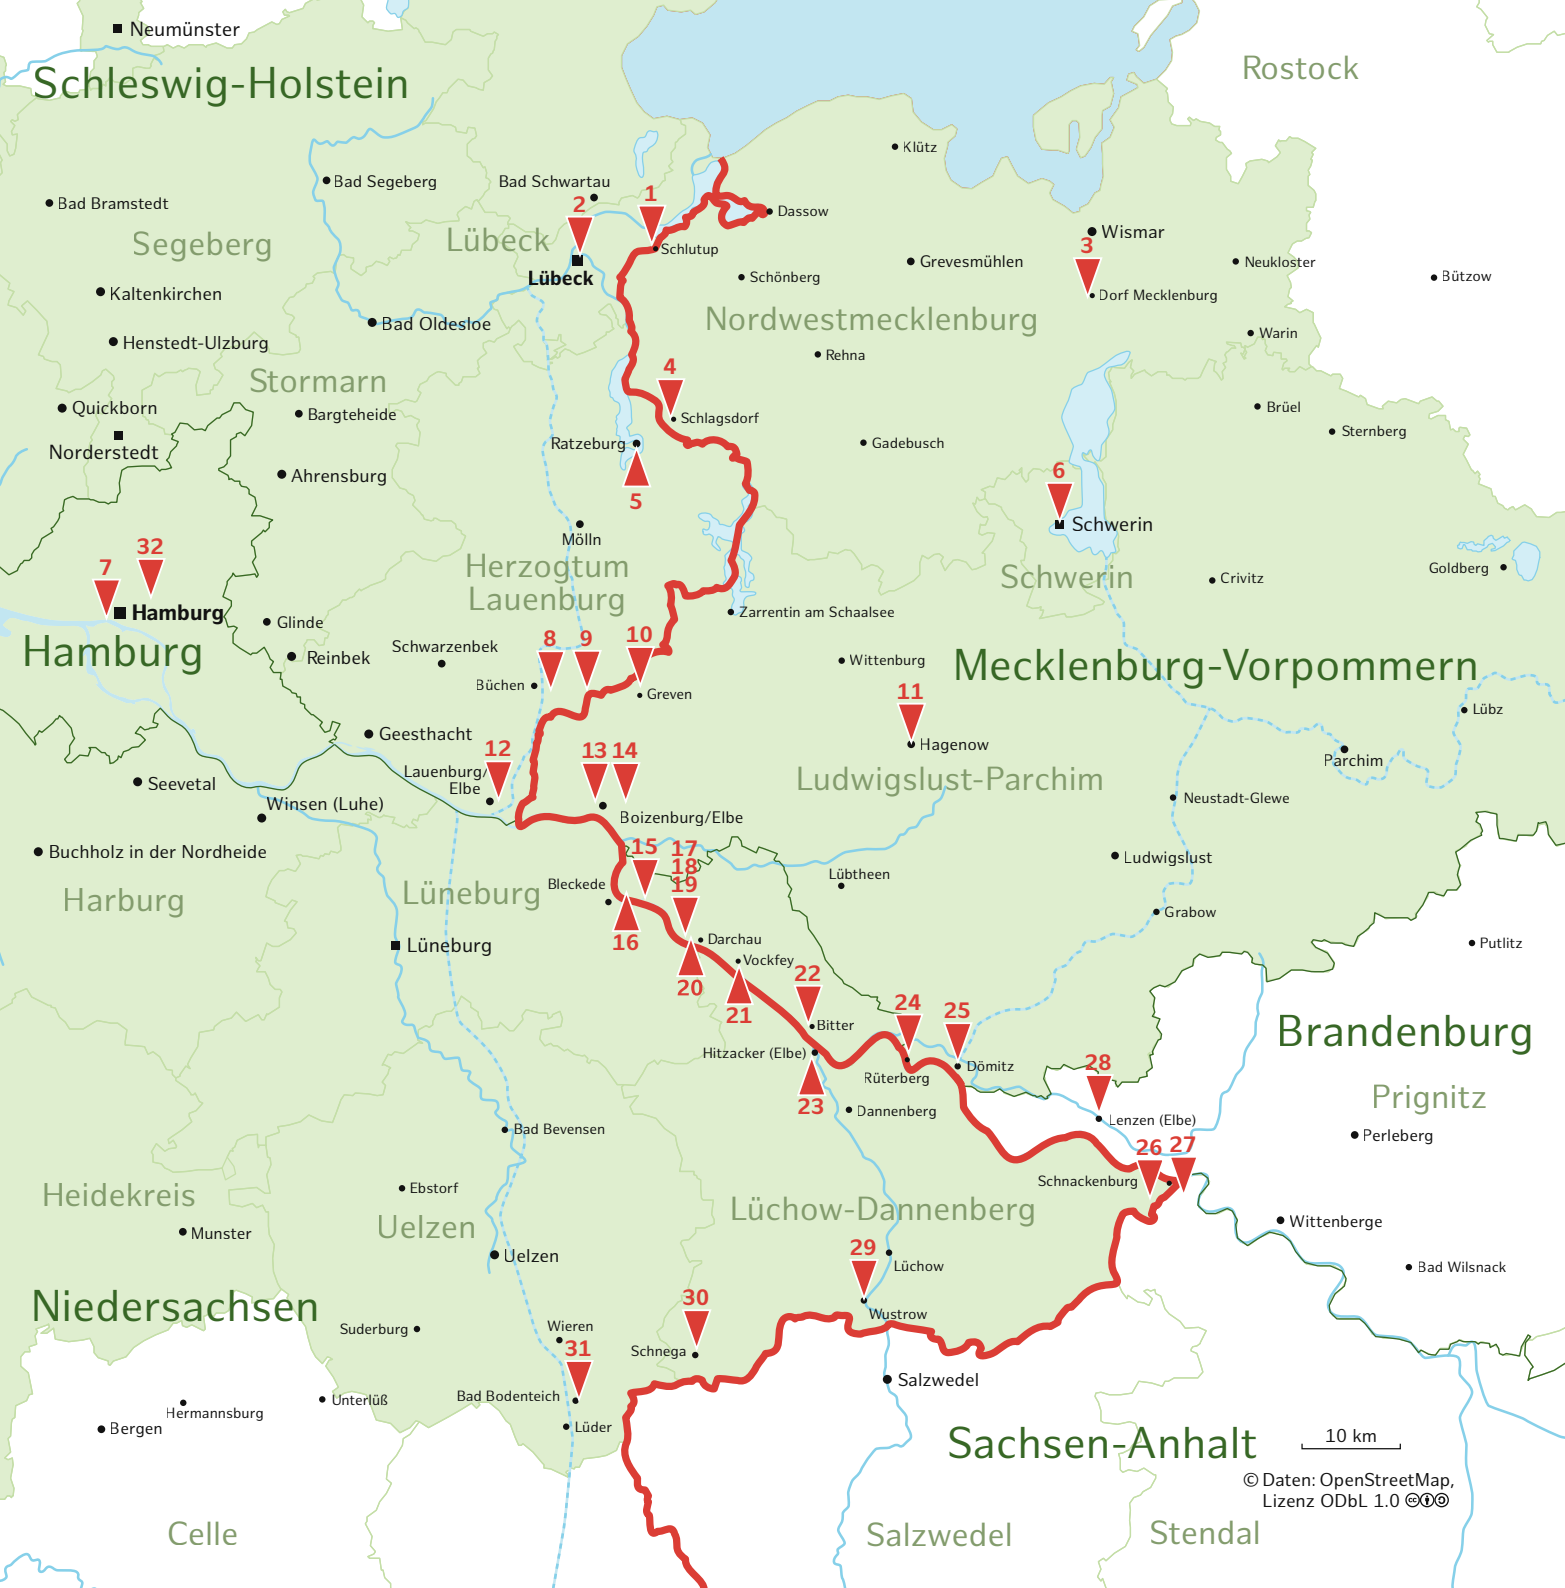 Neumünster
Schleswig-Holstein
Rostock
Klütz
Bad Segeberg
Bad Schwartau
1
2
Bad Bramstedt
Dassow
Segeberg
Lübeck
Wismar
3
Schlutup
Lübeck
Grevesmühlen
Neukloster
Bützow
Schönberg
Kaltenkirchen
Dorf Mecklenburg
Bad Oldesloe
Nordwestmecklenburg
Henstedt-Ulzburg
Warin
Rehna
4
Stormarn
Quickborn
Bargteheide
Schlagsdorf
Brüel
Sternberg
Norderstedt
Ratzeburg
Gadebusch
Ahrensburg
6
5
Mölln
Schwerin
32
7
Herzogtum
Lauenburg
Schwerin
Crivitz
Goldberg
Hamburg
Glinde
Zarrentin am Schaalsee
Hamburg
Reinbek
Schwarzenbek
8
9
10
Wittenburg
Mecklenburg-Vorpommern
Büchen
Greven
11
Lübz
Geesthacht
12
13
14
Hagenow
Parchim
Lauenburg/
Elbe
Seevetal
Ludwigslust-Parchim
Winsen (Luhe)
Boizenburg/Elbe
Neustadt-Glewe
Buchholz in der Nordheide
15
17
18
19
Ludwigslust
Bleckede
Lübtheen
Harburg
Lüneburg
Grabow
16
Lüneburg
Darchau
Putlitz
Vockfey
20
22
21
24
25
Bitter
Brandenburg
Hitzacker (Elbe)
Rüterberg
Dömitz
28
23
Dannenberg
Prignitz
Lenzen (Elbe)
Bad Bevensen
Perleberg
26
27
Ebstorf
Schnackenburg
Heidekreis
Lüchow-Dannenberg
Uelzen
Munster
Wittenberge
29
Uelzen
Lüchow
Bad Wilsnack
Niedersachsen
30
Wustrow
Suderburg
Wieren
31
Schnega
Salzwedel
Bad Bodenteich
Unterlüß
Hermannsburg
Bergen
Lüder
Sachsen-Anhalt
10 km
© Daten: OpenStreetMap,
Lizenz ODbL 1.0
Celle
Salzwedel
Stendal